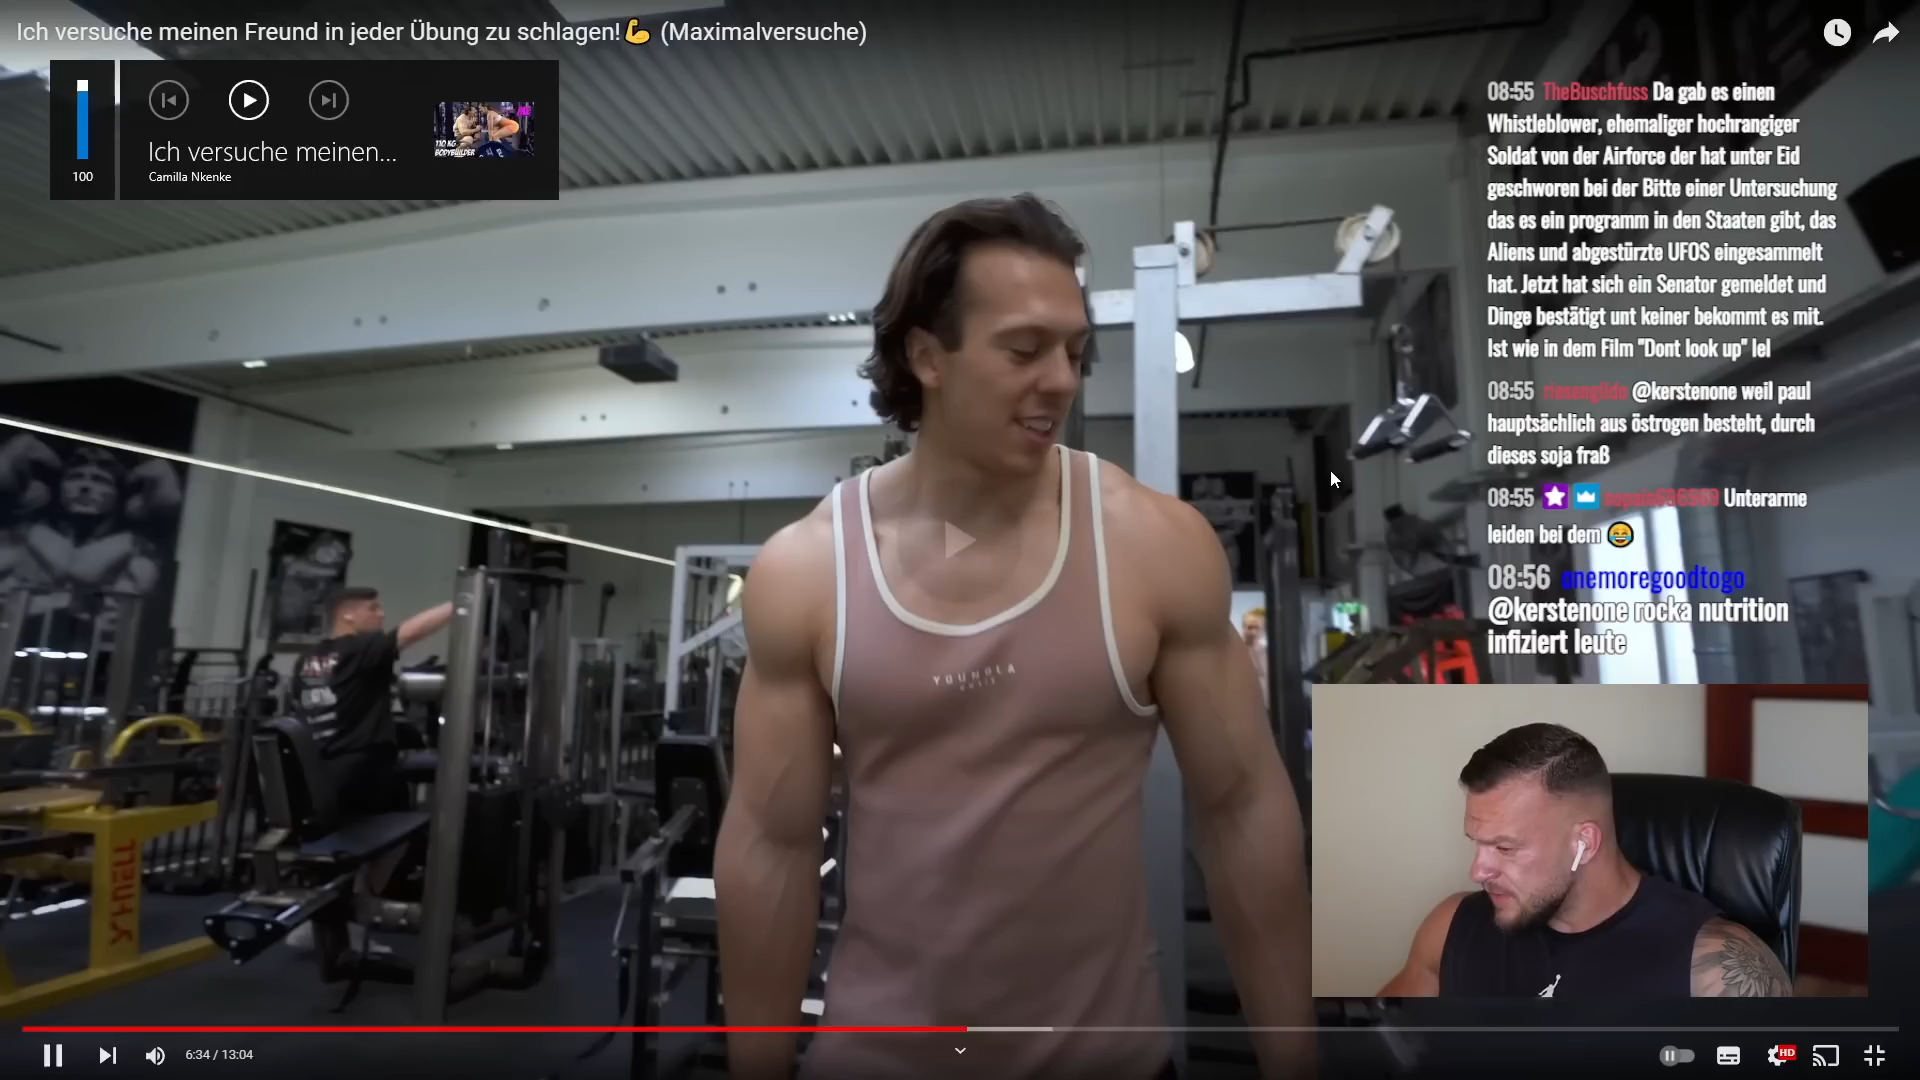 Ich versuche meinen Freund in jeder Übung zu schlagen!💪 (Maximalversuche)
100
Ich versuche meinen...
Camilla Nkenke
110 KG
BODYBUILDER
ME
08:55 TheBuschfuss Da gab es einen
Whistleblower, ehemaliger hochrangiger
Soldat von der Airforce der hat unter Eid
geschworen bei der Bitte einer Untersuchung
das es ein programm in den Staaten gibt, das
Aliens und abgestürzte UFOS eingesammelt
hat. Jetzt hat sich ein Senator gemeldet und
Dinge bestätigt unt keiner bekommt es mit.
Ist wie in dem Film "Dont look up" lel
08:55 @kerstenone weil paul
hauptsächlich aus östrogen besteht, durch
dieses soja fraß
08:55 Unterarme
leiden bei dem 😂
08:56 onemoregoodtogo
@kerstenone rocka nutrition
infiziert leute
YOUNGLA
6:34 / 13:04
HD